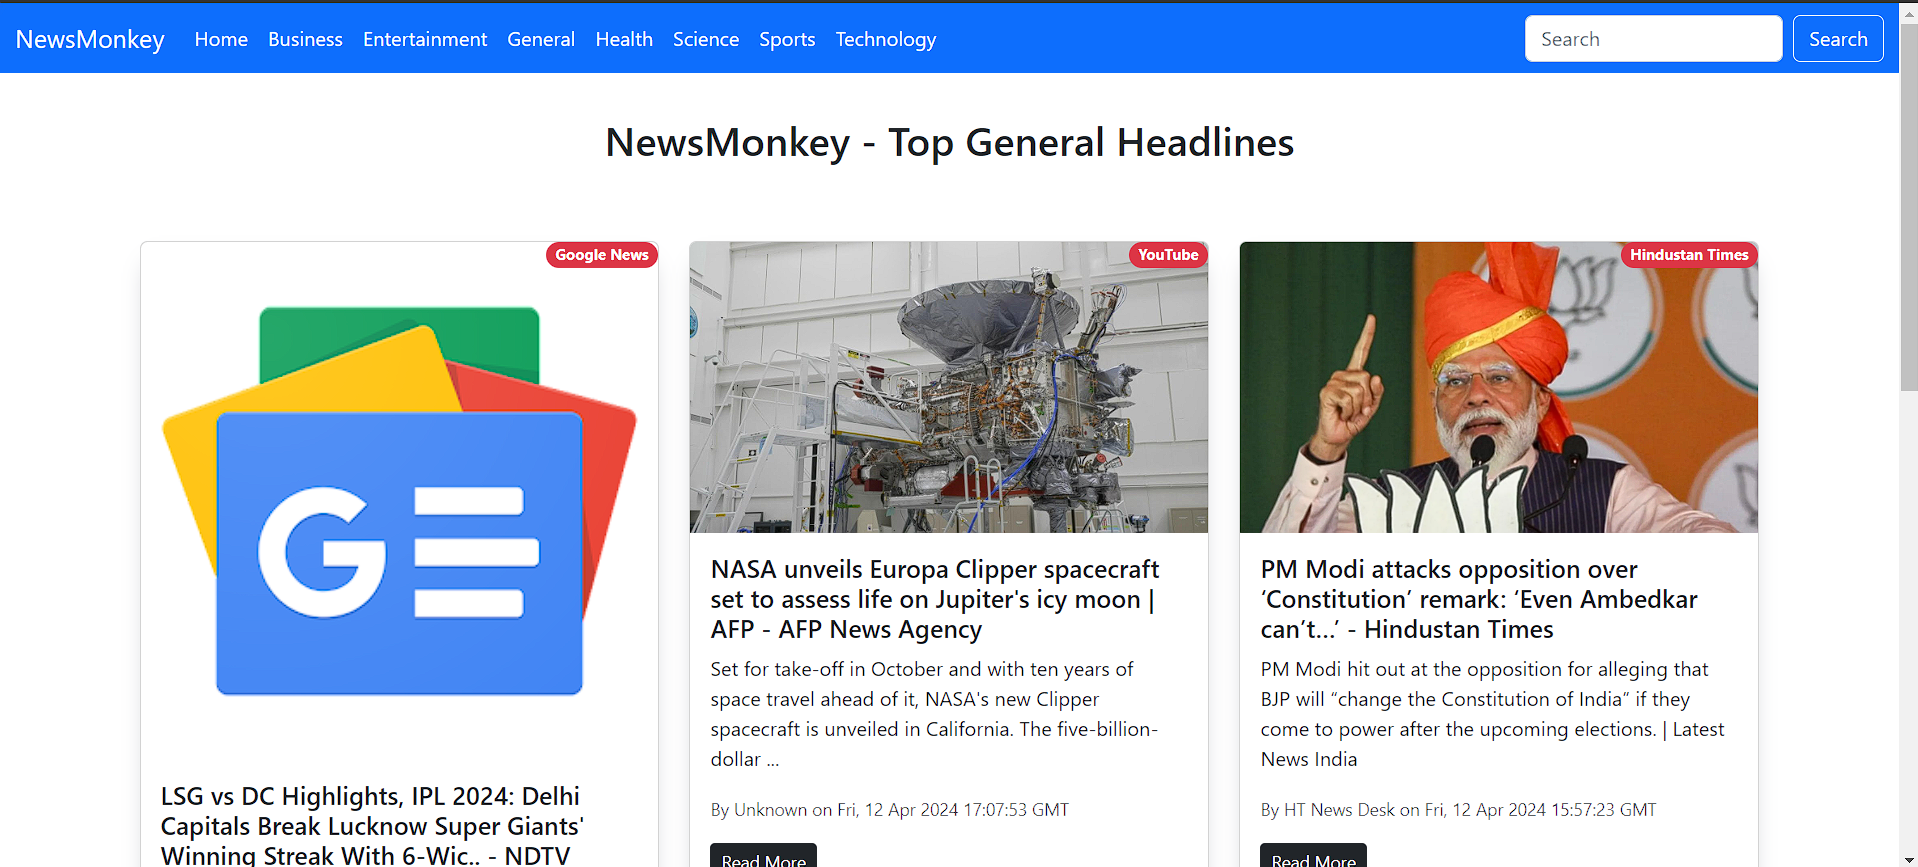 NewsMonkey Home Business Entertainment General Health Science Sports Technology Search Search
NewsMonkey - Top General Headlines
Google News
GE
LSG vs DC Highlights, IPL 2024: Delhi
Capitals Break Lucknow Super Giants'
Winning Streak With 6-Wic.. - NDTV
YouTube
NASA unveils Europa Clipper spacecraft
set to assess life on Jupiter's icy moon |
AFP - AFP News Agency
Set for take-off in October and with ten years of
space travel ahead of it, NASA's new Clipper
spacecraft is unveiled in California. The five-billion-
dollar ...
By Unknown on Fri, 12 Apr 2024 17:07:53 GMT
Read More
Hindustan Times
PM Modi attacks opposition over
‘Constitution’ remark: ‘Even Ambedkar
can’t…’ - Hindustan Times
PM Modi hit out at the opposition for alleging that
BJP will “change the Constitution of India” if they
come to power after the upcoming elections. | Latest
News India
By HT News Desk on Fri, 12 Apr 2024 15:57:23 GMT
Read More